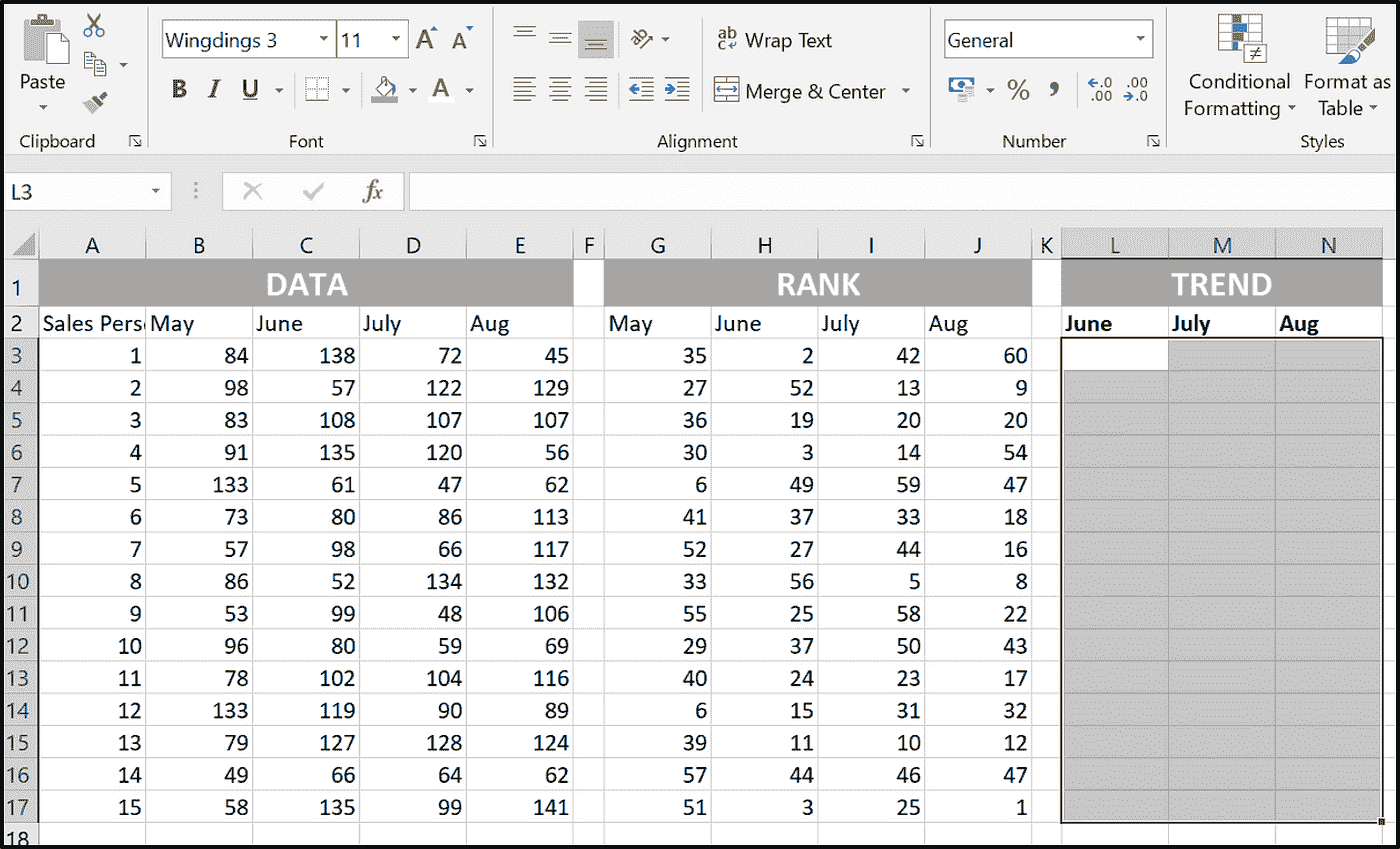 Wingdings 3 11 A A ab Wrap Text General
Paste B I U A Merge & Center % , .0 .00 .00 .0 Conditional Formatting Format as Table
Clipboard Font Alignment Number Styles
L3 fx
A B C D E F G H I J K L M N
1 DATA RANK TREND
2 Sales Perso May June July Aug May June July Aug June July Aug
3 1 84 138 72 45 35 2 42 60
4 2 98 57 122 129 27 52 13 9
5 3 83 108 107 107 36 19 20 20
6 4 91 135 120 56 30 3 14 54
7 5 133 61 47 62 6 49 59 47
8 6 73 80 86 113 41 37 33 18
9 7 57 98 66 117 52 27 44 16
10 8 86 52 134 132 33 56 5 8
11 9 53 99 48 106 55 25 58 22
12 10 96 80 59 69 29 37 50 43
13 11 78 102 104 116 40 24 23 17
14 12 133 119 90 89 6 15 31 32
15 13 79 127 128 124 39 11 10 12
16 14 49 66 64 62 57 44 46 47
17 15 58 135 99 141 51 3 25 1
18